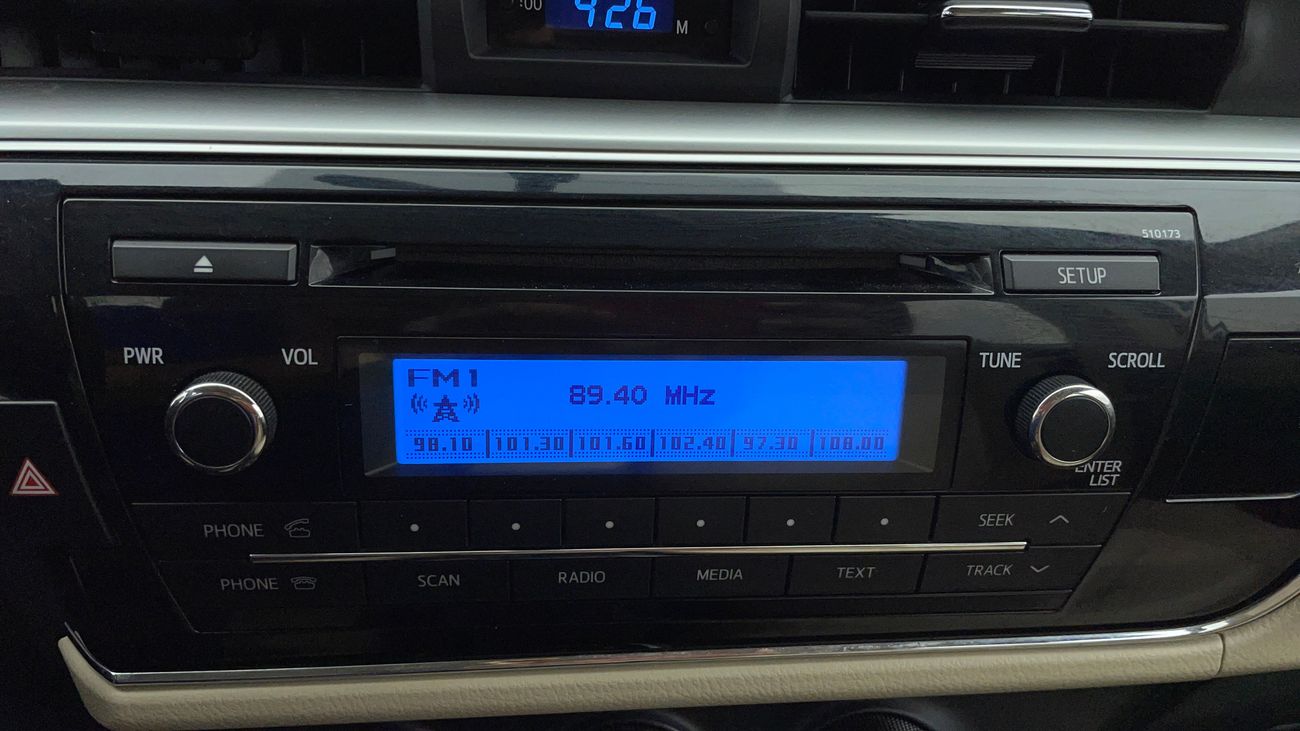 :00
426
M
510173
SETUP
PWR VOL
TUNE SCROLL
FM1
89.40 MHz
98.10 101.30 101.60 102.40 97.30 108.00
ENTER
LIST
PHONE
SEEK
PHONE SCAN RADIO MEDIA TEXT TRACK